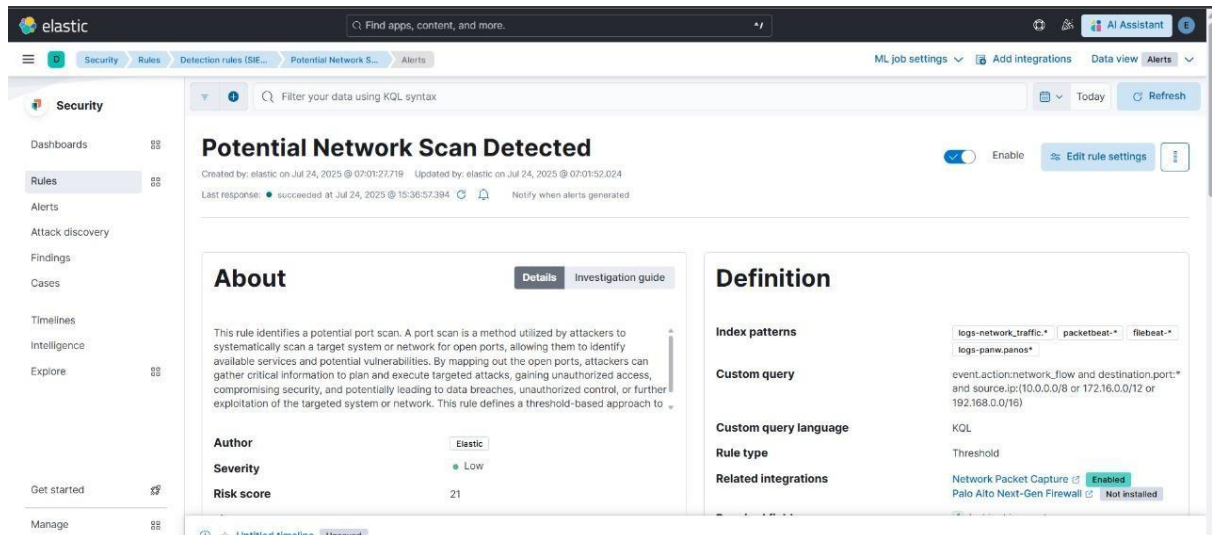 elastic
Find apps, content, and more.
^/
AI Assistant
E
D
Security
Rules
Detection rules (SIE...
Potential Network S...
Alerts
ML job settings
Add integrations
Data view
Alerts
Security
Filter your data using KQL syntax
Today
Refresh
Dashboards
Rules
Alerts
Attack discovery
Findings
Cases
Timelines
Intelligence
Explore
Get started
Manage
Potential Network Scan Detected
Enable
Edit rule settings
Created by: elastic on Jul 24, 2025 @ 07:01:27.719 Updated by: elastic on Jul 24, 2025 @ 07:01:52.024
Last response: succeeded at Jul 24, 2025 @ 15:36:57.394 Notify when alerts generated
About
Details
Investigation guide
This rule identifies a potential port scan. A port scan is a method utilized by attackers to
systematically scan a target system or network for open ports, allowing them to identify
available services and potential vulnerabilities. By mapping out the open ports, attackers can
gather critical information to plan and execute targeted attacks, gaining unauthorized access,
compromising security, and potentially leading to data breaches, unauthorized control, or further
exploitation of the targeted system or network. This rule defines a threshold-based approach to
Author Elastic
Severity Low
Risk score 21
Definition
Index patterns logs-network_traffic.* packetbeat-* filebeat-*
logs-panw.panos*
Custom query event.action:network_flow and destination.port:*
and source.ip:(10.0.0.0/8 or 172.16.0.0/12 or
192.168.0.0/16)
Custom query language KQL
Rule type Threshold
Related integrations Network Packet Capture Enabled
Palo Alto Next-Gen Firewall Not installed
Untitled timeline Unsaved